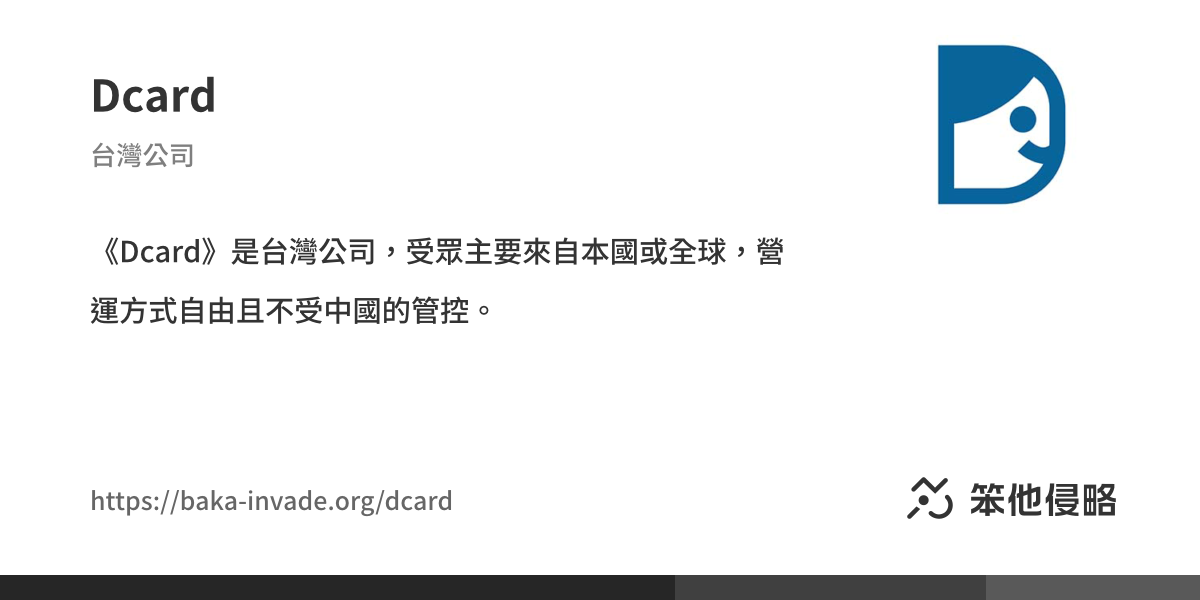 Dcard
台灣公司
《Dcard》是台灣公司，受眾主要來自本國或全球，營
運方式自由且不受中國的管控。
https://baka-invade.org/dcard
笨他侵略